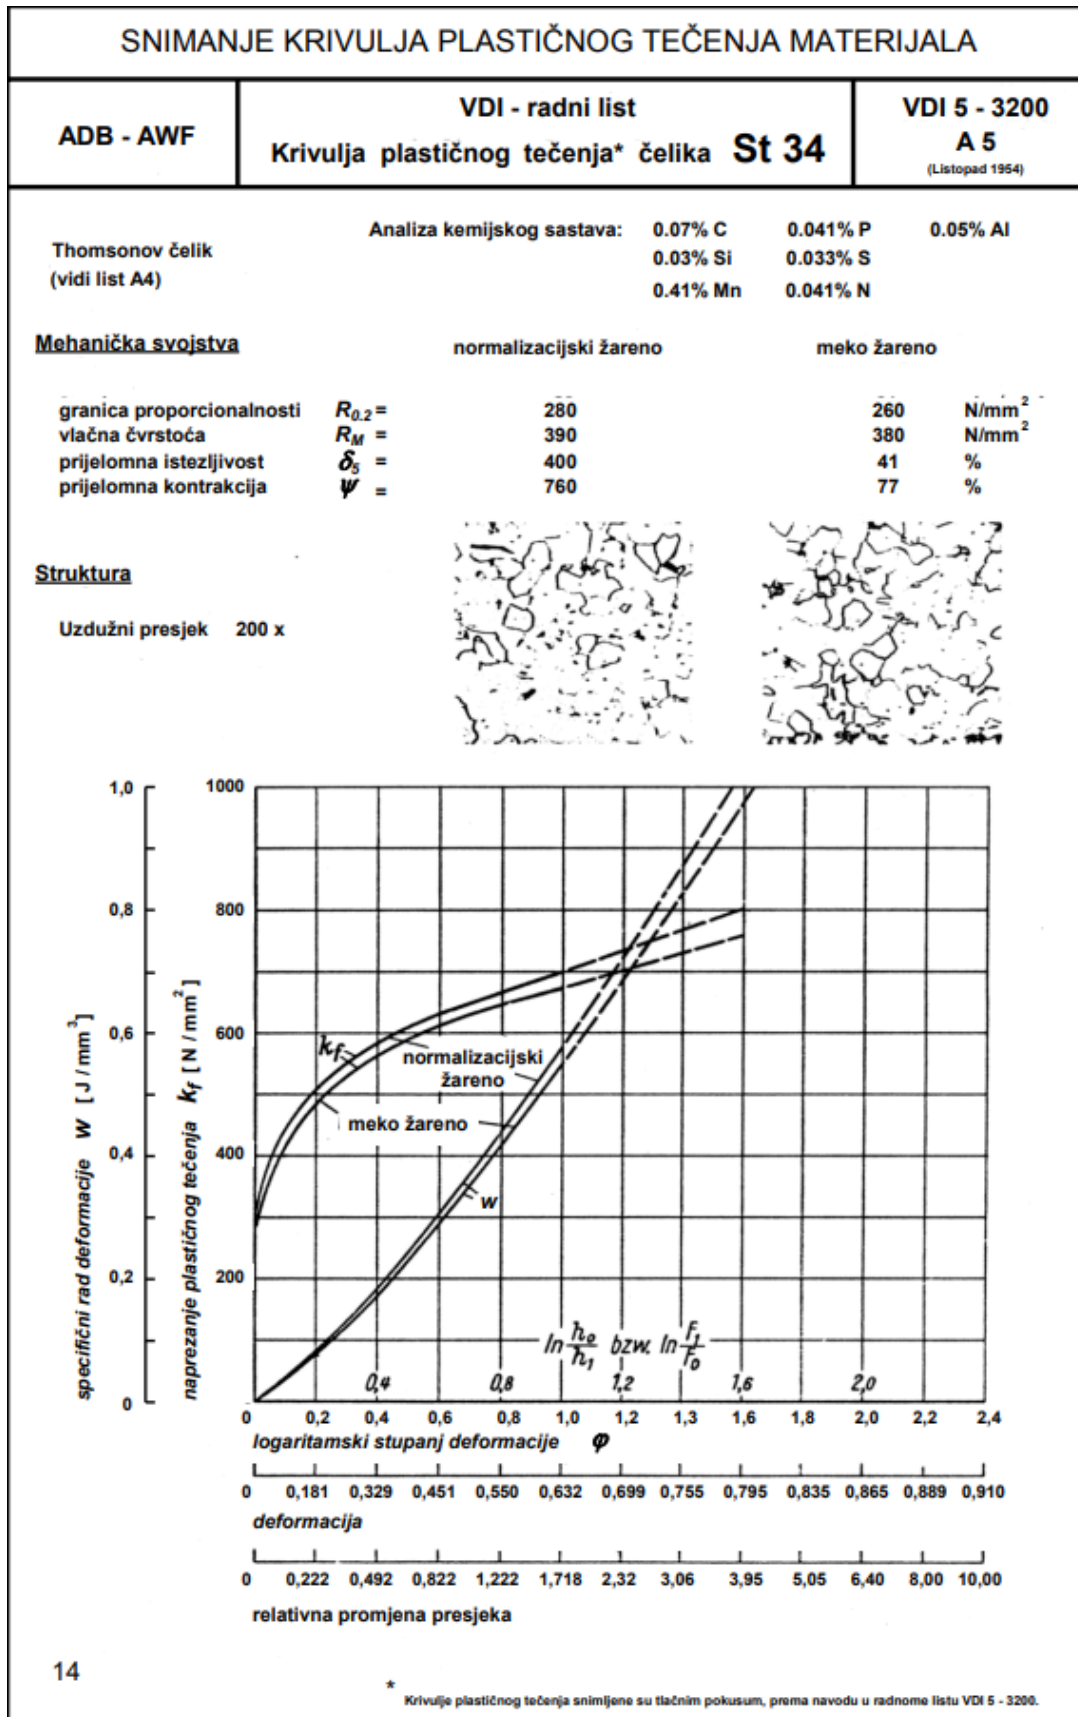 SNIMANJE KRIVULJA PLASTIČNOG TEČENJA MATERIJALA
ADB - AWF
VDI - radni list
Krivulja plastičnog tečenja* čelika St 34
VDI 5 - 3200
A 5
(Listopad 1954)
Thomsonov čelik
(vidi list A4)
Analiza kemijskog sastava: 0.07% C 0.041% P 0.05% Al
0.03% Si 0.033% S
0.41% Mn 0.041% N
Mehanička svojstva normalizacijski žareno meko žareno
granica proporcionalnosti R0.2 = 280 260 N/mm²
vlačna čvrstoća RM = 390 380 N/mm²
prijelomna istezljivost δ5 = 400 41 %
prijelomna kontrakcija ψ = 760 77 %
Struktura
Uzdužni presjek 200 x
specifični rad deformacije w [ J / mm³ ]
1,0
0,8
0,6
0,4
0,2
0
naprezanje plastičnog tečenja kf [ N / mm² ]
1000
800
600
400
200
kf
normalizacijski
žareno
meko žareno
w
ln h0/h1 bzw. ln F1/F0
0,4 0,8 1,2 1,6 2,0
0 0,2 0,4 0,6 0,8 1,0 1,2 1,3 1,6 1,8 2,0 2,2 2,4
logaritamski stupanj deformacije φ
0 0,181 0,329 0,451 0,550 0,632 0,699 0,755 0,795 0,835 0,865 0,889 0,910
deformacija
0 0,222 0,492 0,822 1,222 1,718 2,32 3,06 3,95 5,05 6,40 8,00 10,00
relativna promjena presjeka
14
* Krivulje plastičnog tečenja snimljene su tlačnim pokusum, prema navodu u radnome listu VDI 5 - 3200.